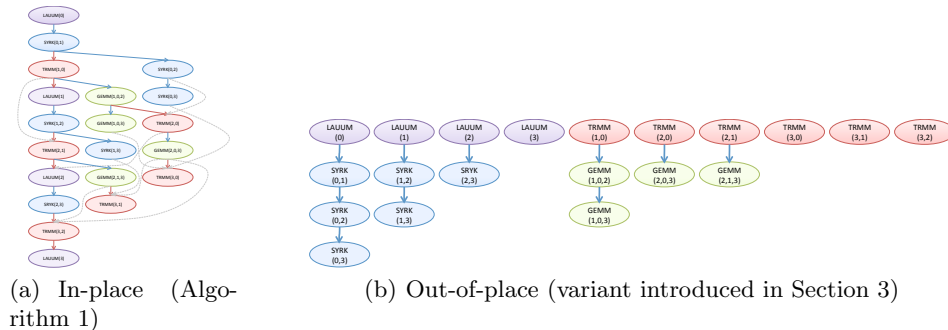 LAUUM(0)
SYRK(0,1)
TRMM(1,0)
SYRK(0,2)
LAUUM(1)
GEMM(1,0,2)
SYRK(0,3)
SYRK(1,2)
GEMM(1,0,3)
TRMM(2,0)
TRMM(2,1)
SYRK(1,3)
GEMM(2,0,3)
LAUUM(2)
GEMM(2,1,3)
TRMM(3,0)
SYRK(2,3)
TRMM(3,1)
TRMM(3,2)
LAUUM(3)
(a) In-place (Algo-
rithm 1)
LAUUM LAUUM LAUUM LAUUM TRMM TRMM TRMM TRMM TRMM TRMM
(0) (1) (2) (3) (1,0) (2,0) (2,1) (3,0) (3,1) (3,2)
SYRK SYRK SRYK GEMM GEMM GEMM
(0,1) (1,2) (2,3) (1,0,2) (2,0,3) (2,1,3)
SYRK SYRK GEMM
(0,2) (1,3) (1,0,3)
SYRK
(0,3)
(b) Out-of-place (variant introduced in Section 3)